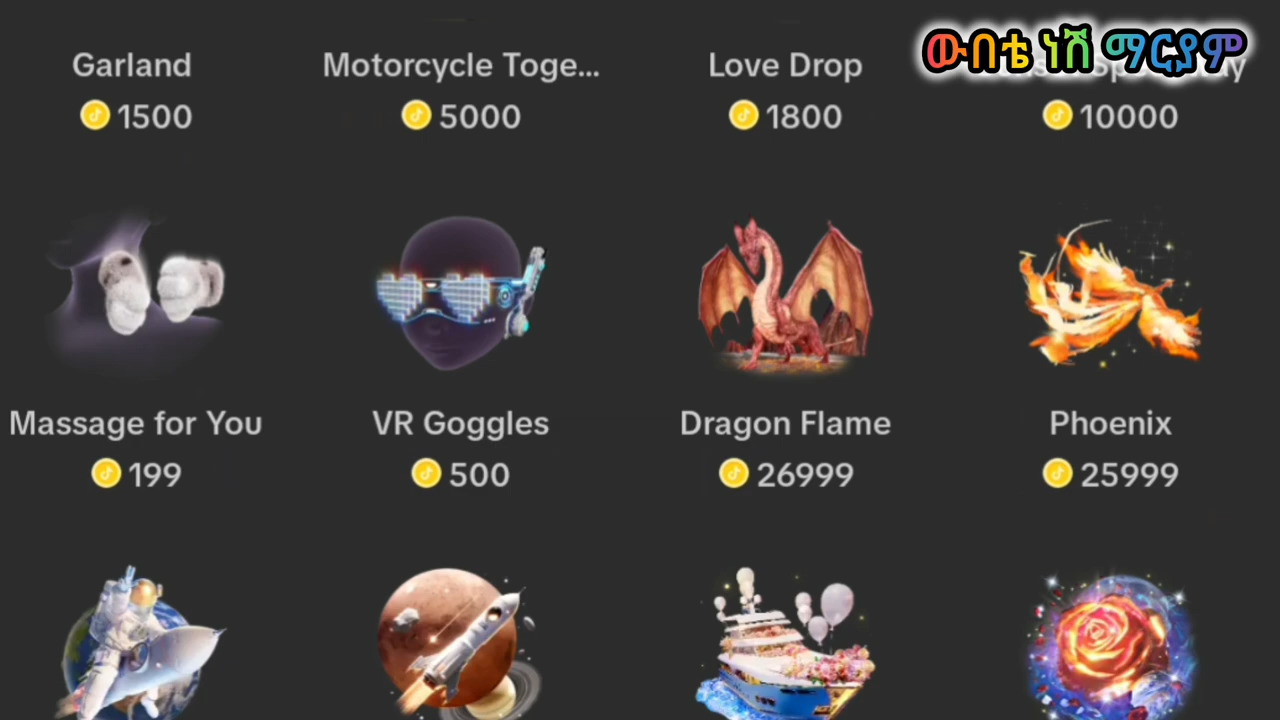 ውበቴ ነሽ ማርያም
Garland
Motorcycle Toge...
Love Drop
1500
5000
1800
10000
Massage for You
VR Goggles
Dragon Flame
Phoenix
199
500
26999
25999